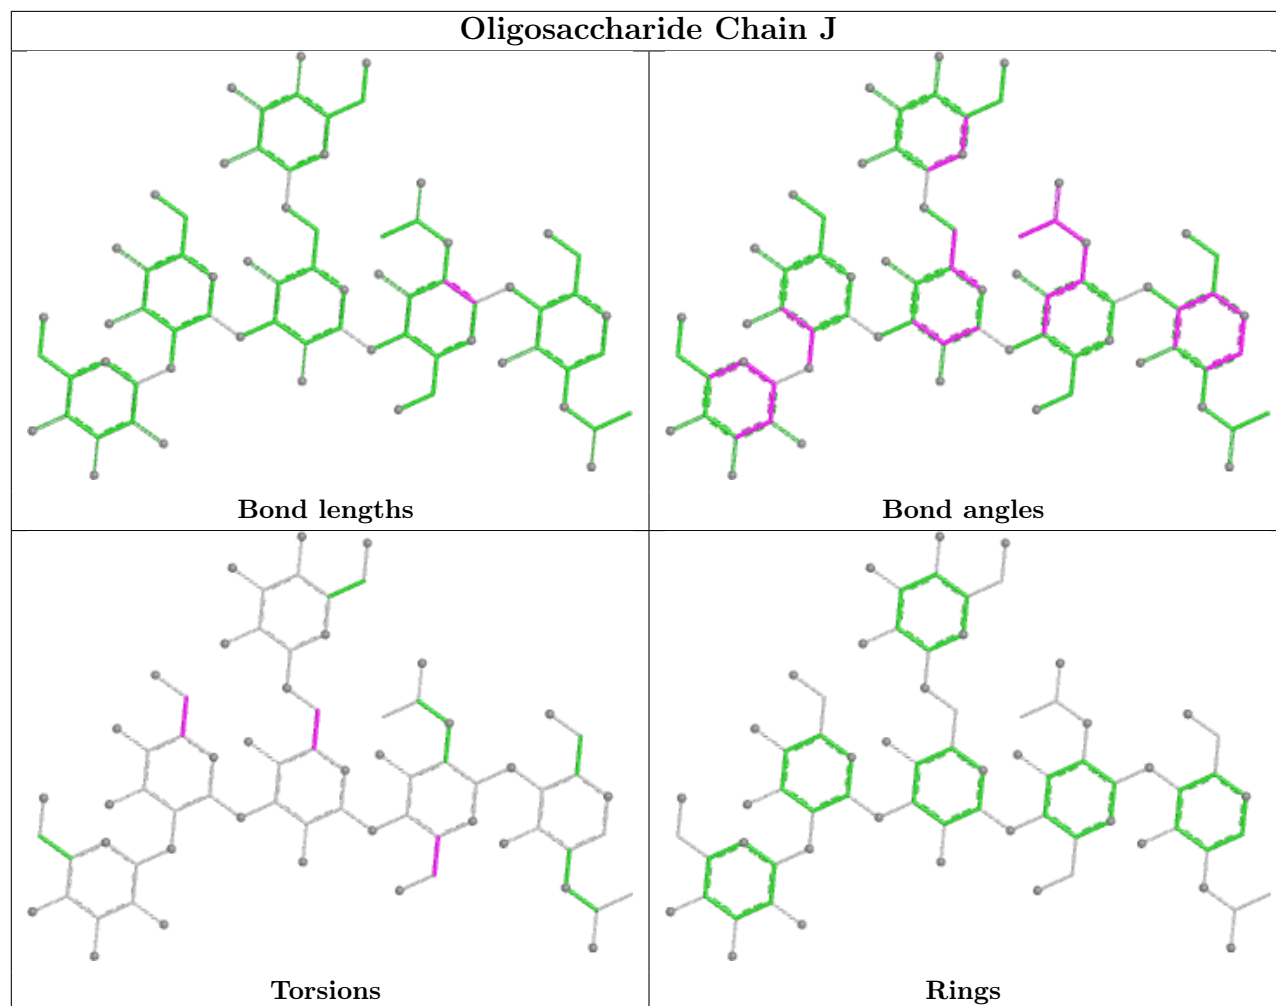 Oligosaccharide Chain J
Bond lengths
Bond angles
Torsions
Rings